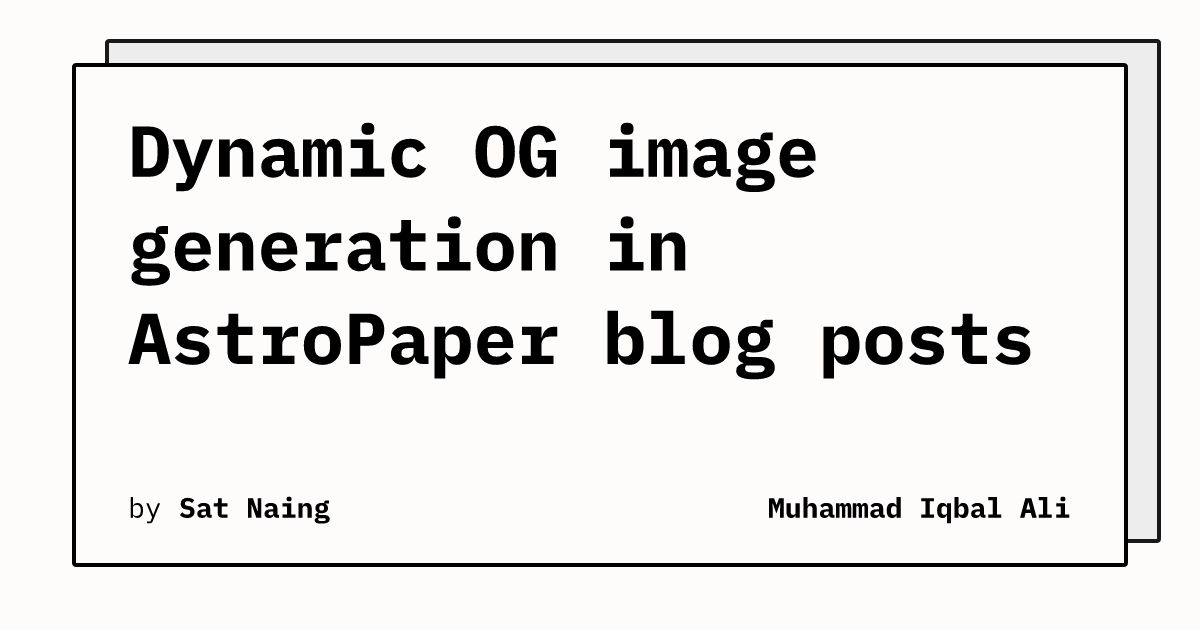 Dynamic OG image
generation in
AstroPaper blog posts
by Sat Naing
Muhammad Iqbal Ali